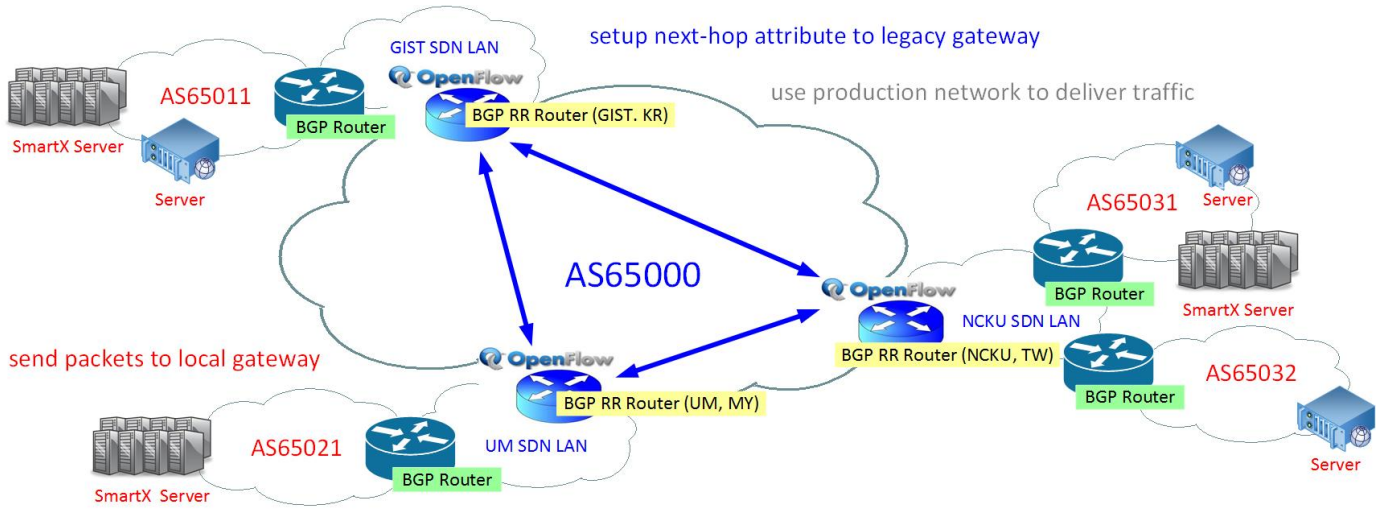 GIST SDN LAN
setup next-hop attribute to legacy gateway
OpenFlow
use production network to deliver traffic
AS65011
BGP RR Router (GIST. KR)
BGP Router
SmartX Server
Server
AS65031
Server
AS65000
OpenFlow
BGP Router
SmartX Server
NCKU SDN LAN
BGP RR Router (NCKU, TW)
send packets to local gateway
OpenFlow
AS65032
BGP Router
BGP RR Router (UM, MY)
AS65021
UM SDN LAN
Server
BGP Router
SmartX Server